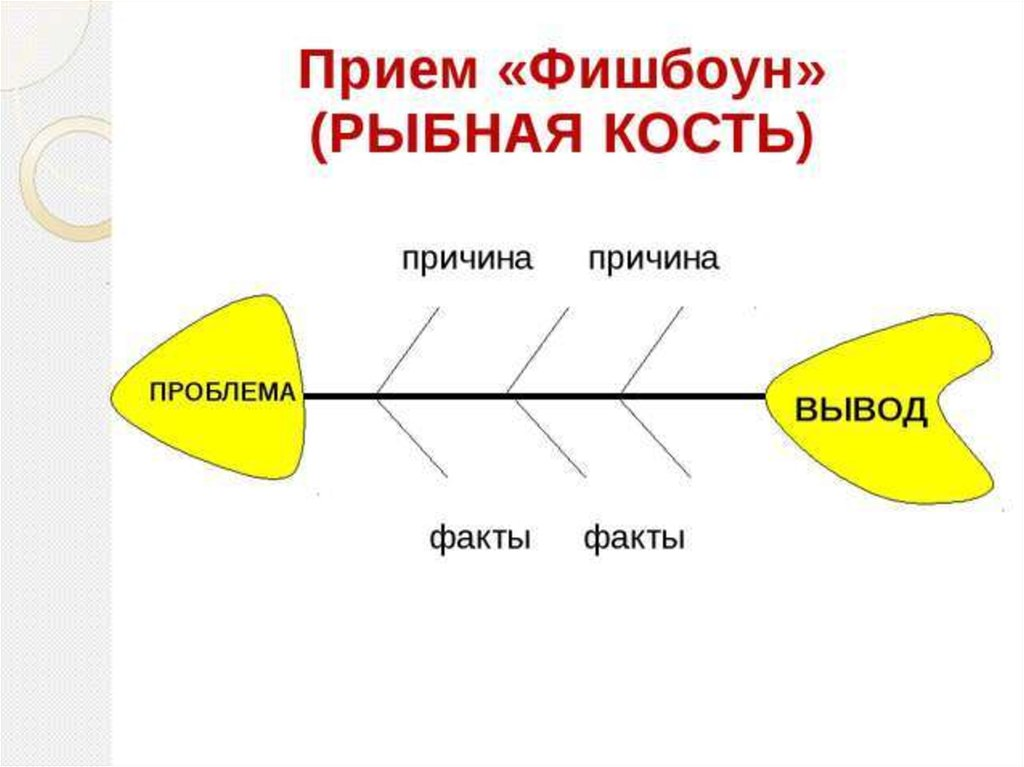 Прием «Фишбоун»
(РЫБНАЯ КОСТЬ)
причина причина
ПРОБЛЕМА
ВЫВОД
факты факты